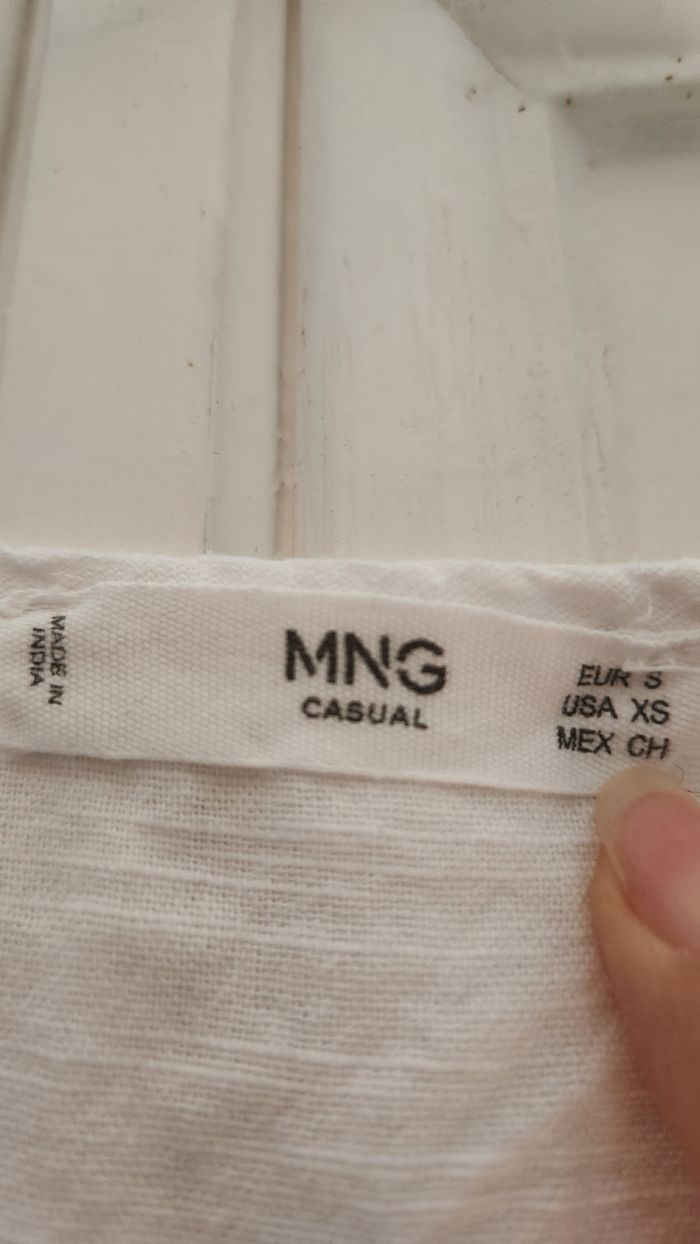 MADE IN
INDIA
MNG
CASUAL
EUR S
USA XS
MEX CH